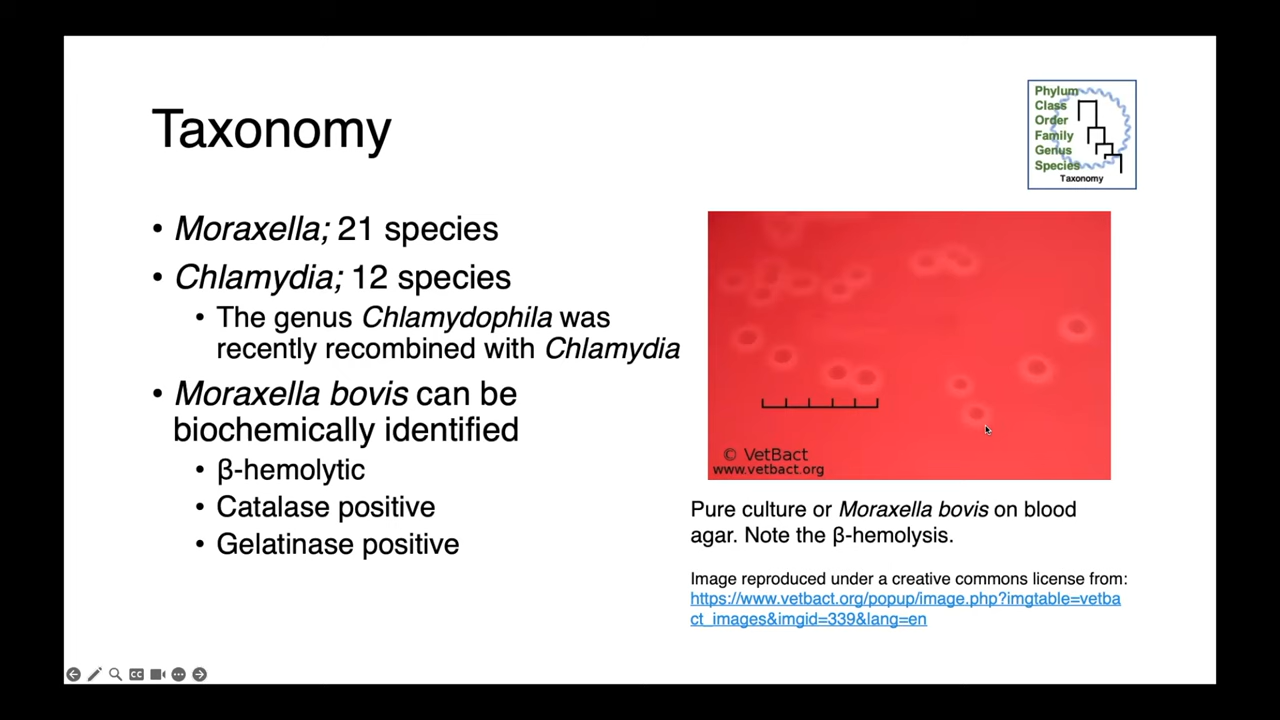 Taxonomy
Phylum
Class
Order
Family
Genus
Species
Taxonomy
• Moraxella; 21 species
• Chlamydia; 12 species
• The genus Chlamydophila was
recently recombined with Chlamydia
• Moraxella bovis can be
biochemically identified
• β-hemolytic
• Catalase positive
• Gelatinase positive
© VetBact
www.vetbact.org
Pure culture or Moraxella bovis on blood
agar. Note the β-hemolysis.
Image reproduced under a creative commons license from:
https://www.vetbact.org/popup/image.php?imgtable=vetba
ct_images&imgid=339&lang=en
CC